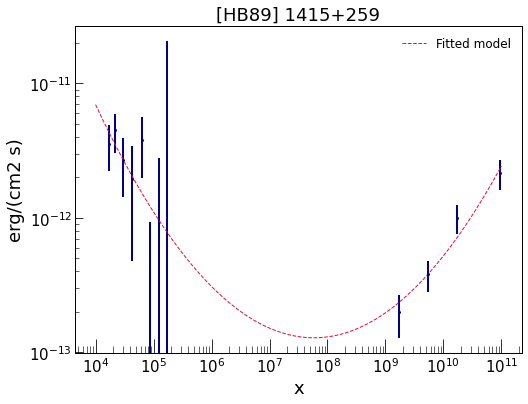 [HB89] 1415+259
Fitted model
erg/(cm2 s)
10⁻¹¹
10⁻¹²
10⁻¹³
10⁴ 10⁵ 10⁶ 10⁷ 10⁸ 10⁹ 10¹⁰ 10¹¹
x